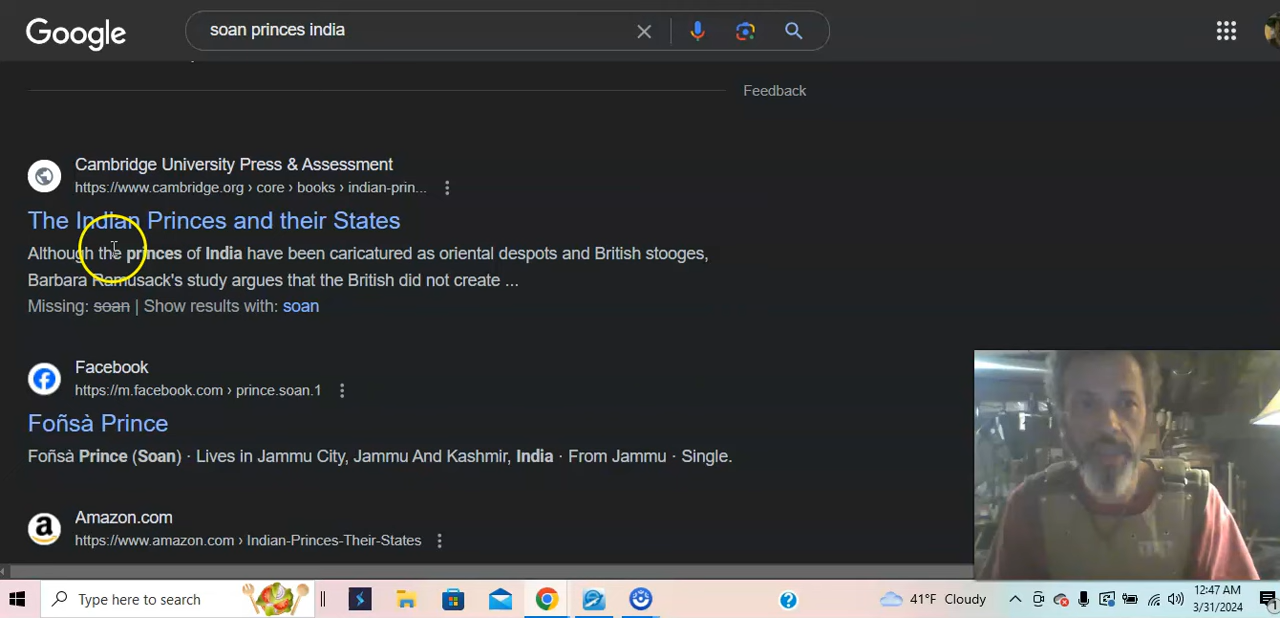 Google
soan princes india
Feedback
Cambridge University Press & Assessment
https://www.cambridge.org › core › books › indian-prin...
The Indian Princes and their States
Although the princes of India have been caricatured as oriental despots and British stooges,
Barbara Ramusack's study argues that the British did not create ...
Missing: soan | Show results with: soan
Facebook
https://m.facebook.com › prince.soan.1
Foñsà Prince
Foñsà Prince (Soan) · Lives in Jammu City, Jammu And Kashmir, India · From Jammu · Single.
Amazon.com
https://www.amazon.com › Indian-Princes-Their-States
Type here to search
41°F Cloudy
12:47 AM
3/31/2024